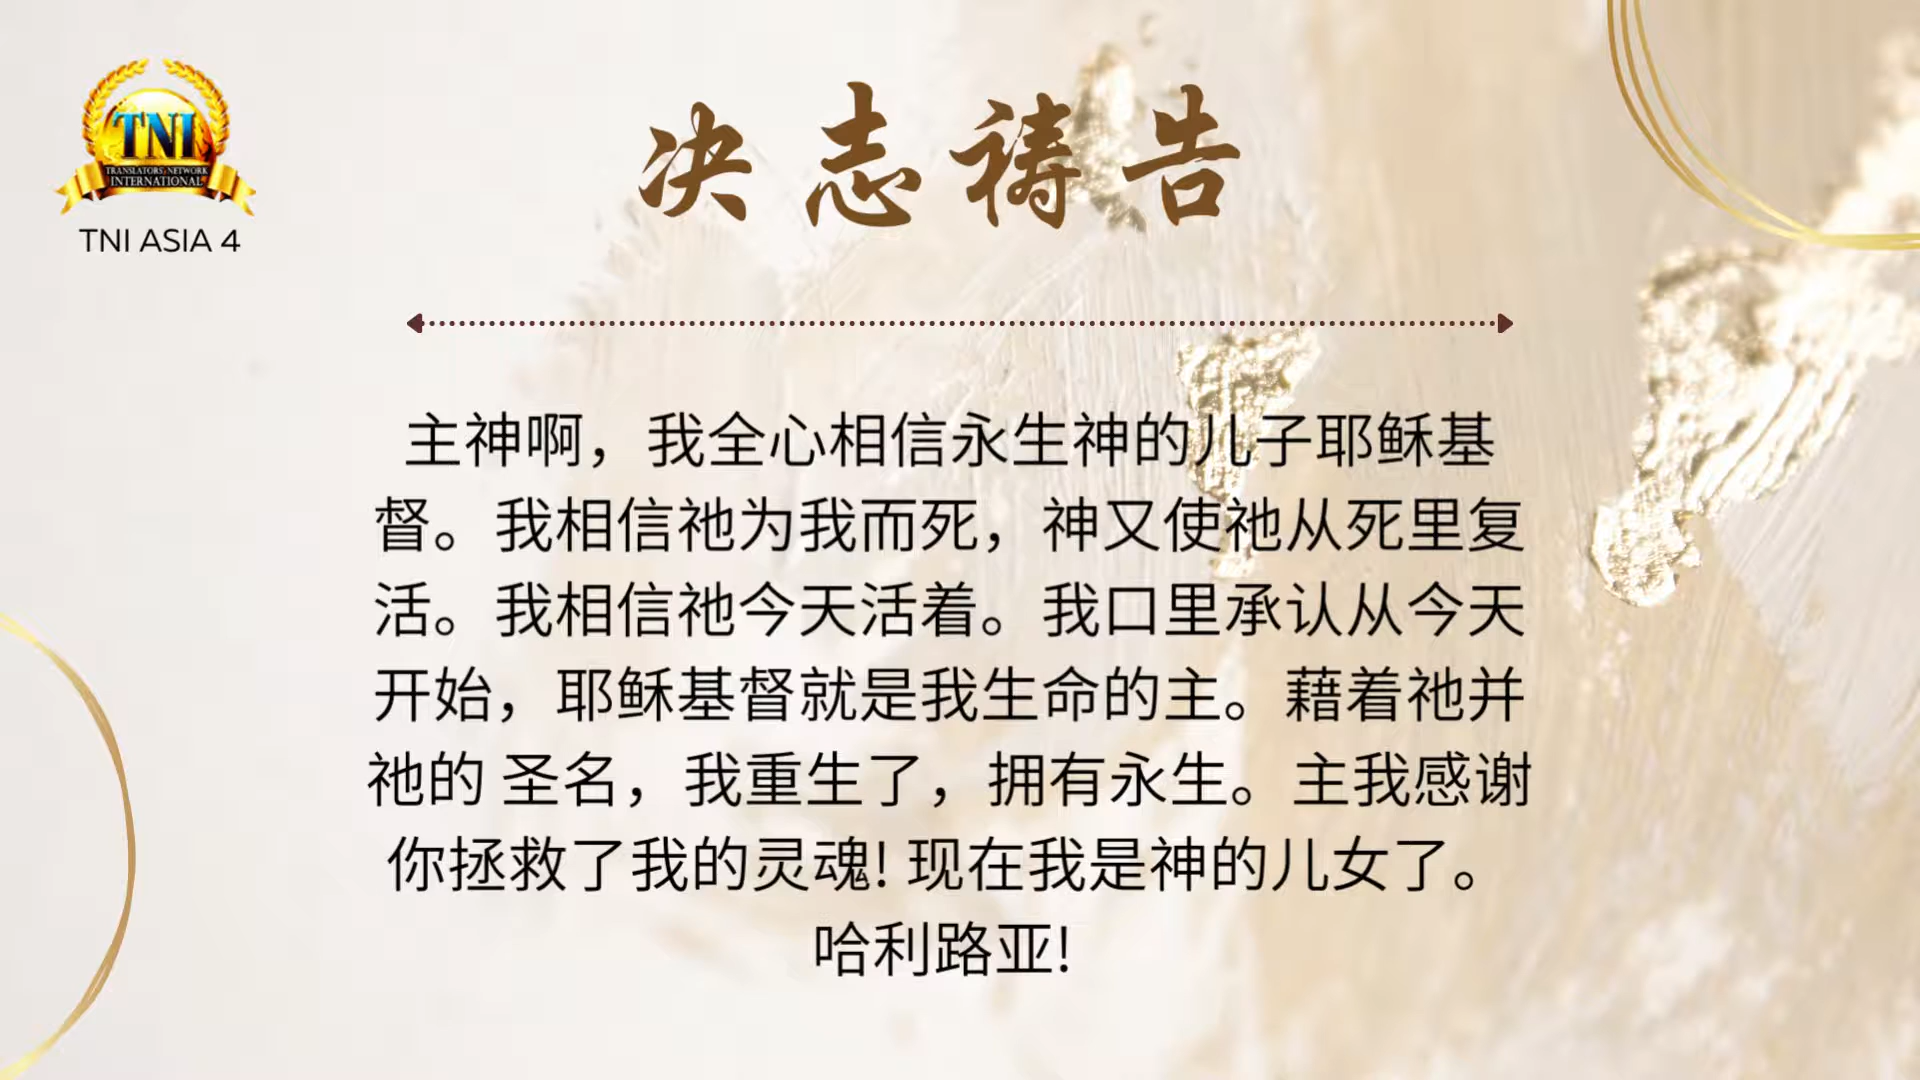 TNI
TRANSLATORS NETWORK
INTERNATIONAL
TNI ASIA 4
决志祷告
主神啊，我全心相信永生神的儿子耶稣基
督。我相信祂为我而死，神又使祂从死里复
活。我相信祂今天活着。我口里承认从今天
开始，耶稣基督就是我生命的主。藉着祂并
祂的 圣名，我重生了，拥有永生。主我感谢
你拯救了我的灵魂! 现在我是神的儿女了。
哈利路亚!